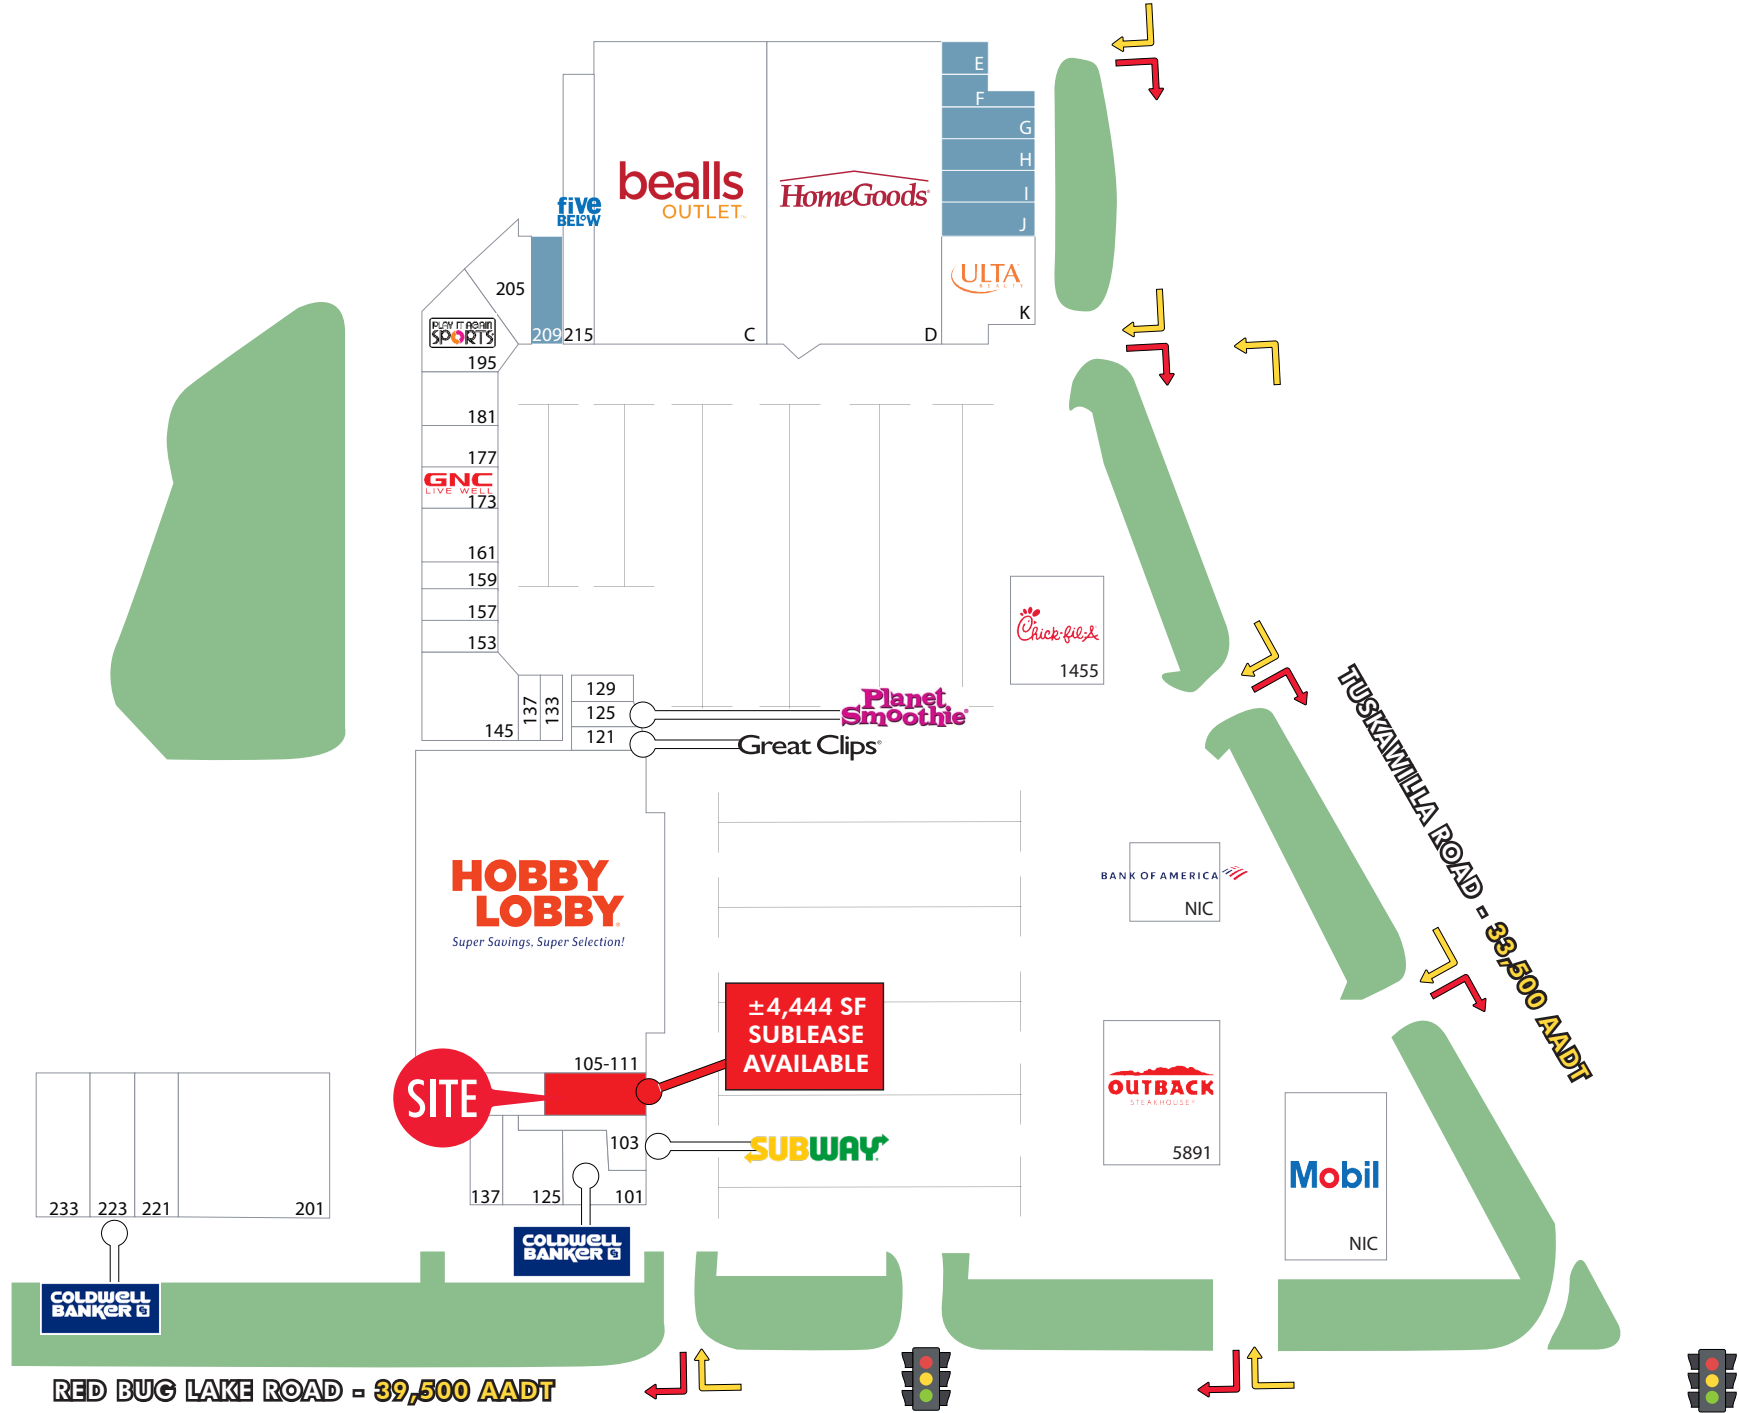 E
F
G
H
I
J
bealls
OUTLET
HomeGoods
five
BELOW
ULTA
BEAUTY
K
205
209
215
C
D
PLAY IT AGAIN
SPORTS
195
181
177
GNC
LIVE WELL
173
161
159
157
153
145
137
133
129
125
121
Planet
Smoothie®
Great Clips®
Chick-fil-A
1455
TUSKAWILLA ROAD - 33,500 AADT
HOBBY
LOBBY
Super Savings, Super Selection!
BANK OF AMERICA
NIC
±4,444 SF
SUBLEASE
AVAILABLE
105-111
SITE
OUTBACK
STEAKHOUSE®
5891
103
SUBWAY
Mobil
NIC
137
125
101
233
223
221
201
COLDWELL
BANKER CB
COLDWELL
BANKER CB
RED BUG LAKE ROAD - 39,500 AADT